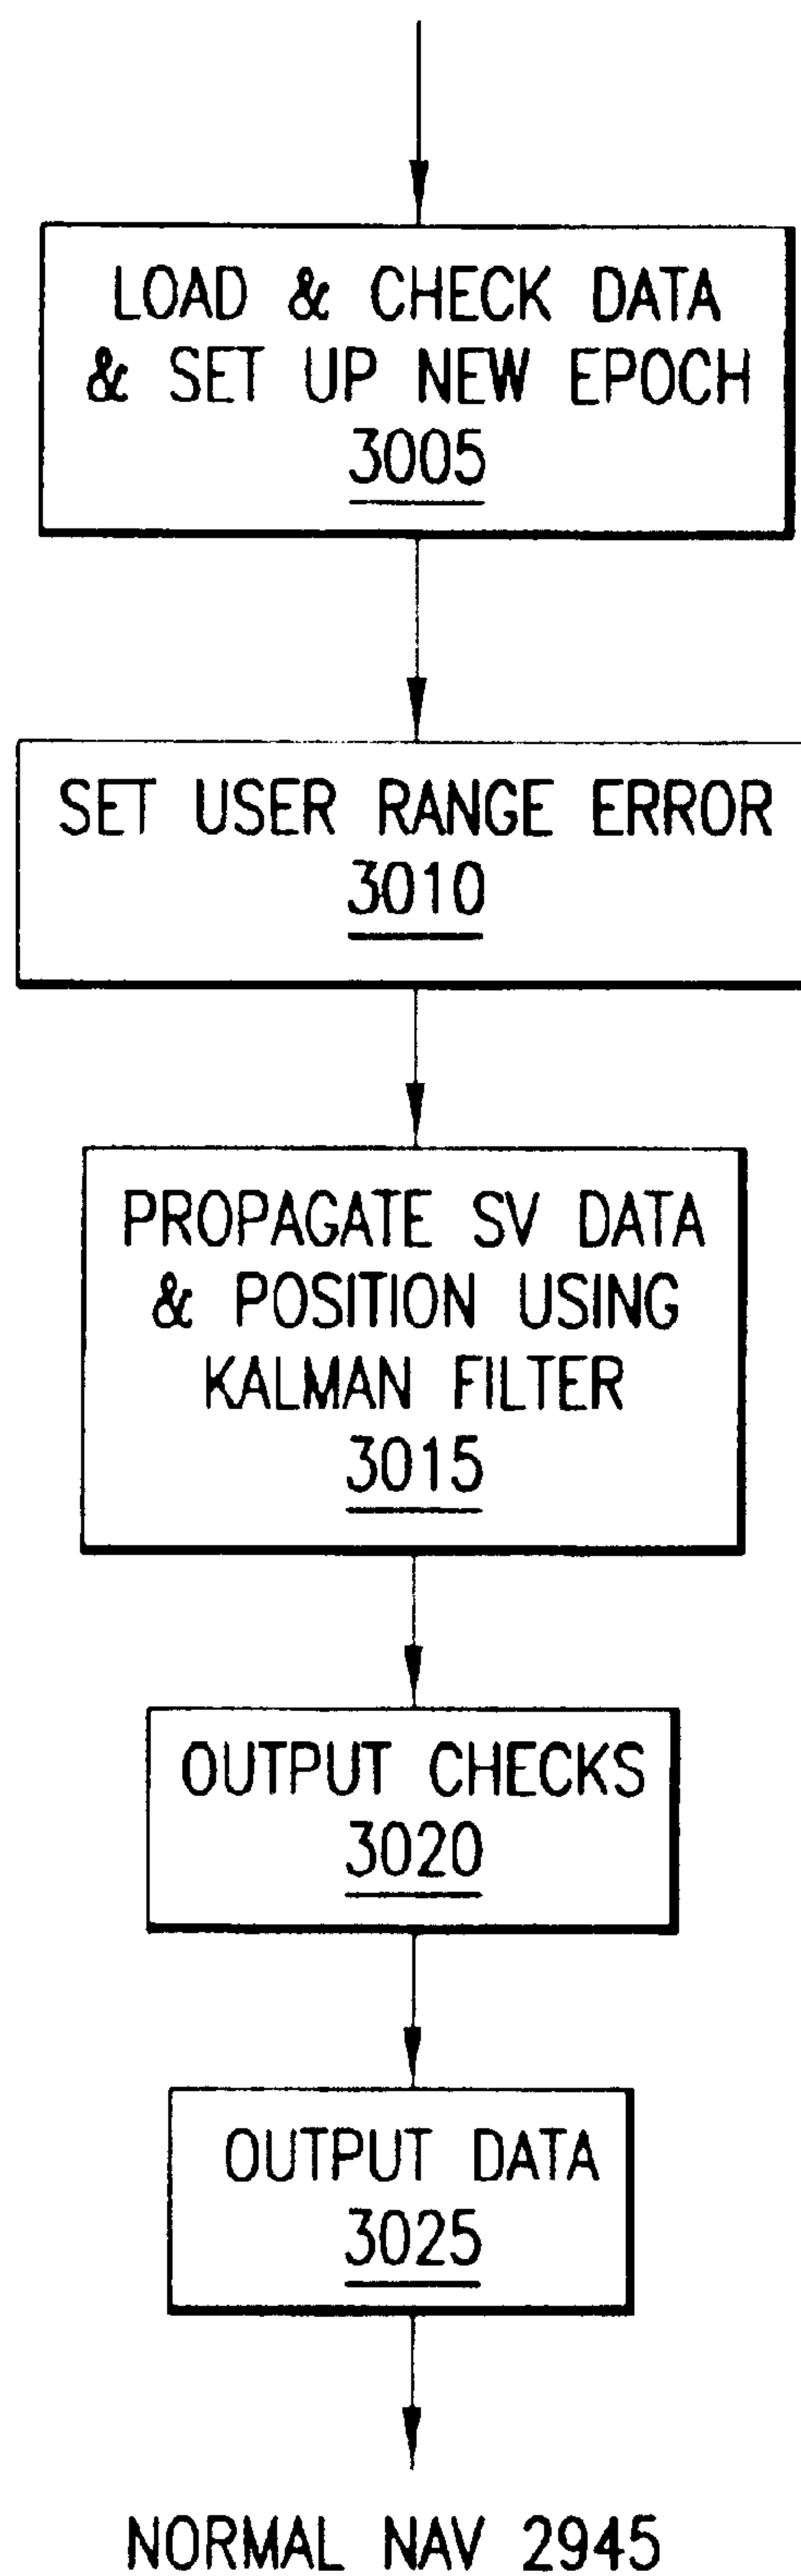 LOAD & CHECK DATA
& SET UP NEW EPOCH
3005
SET USER RANGE ERROR
3010
PROPAGATE SV DATA
& POSITION USING
KALMAN FILTER
3015
OUTPUT CHECKS
3020
OUTPUT DATA
3025
NORMAL NAV 2945